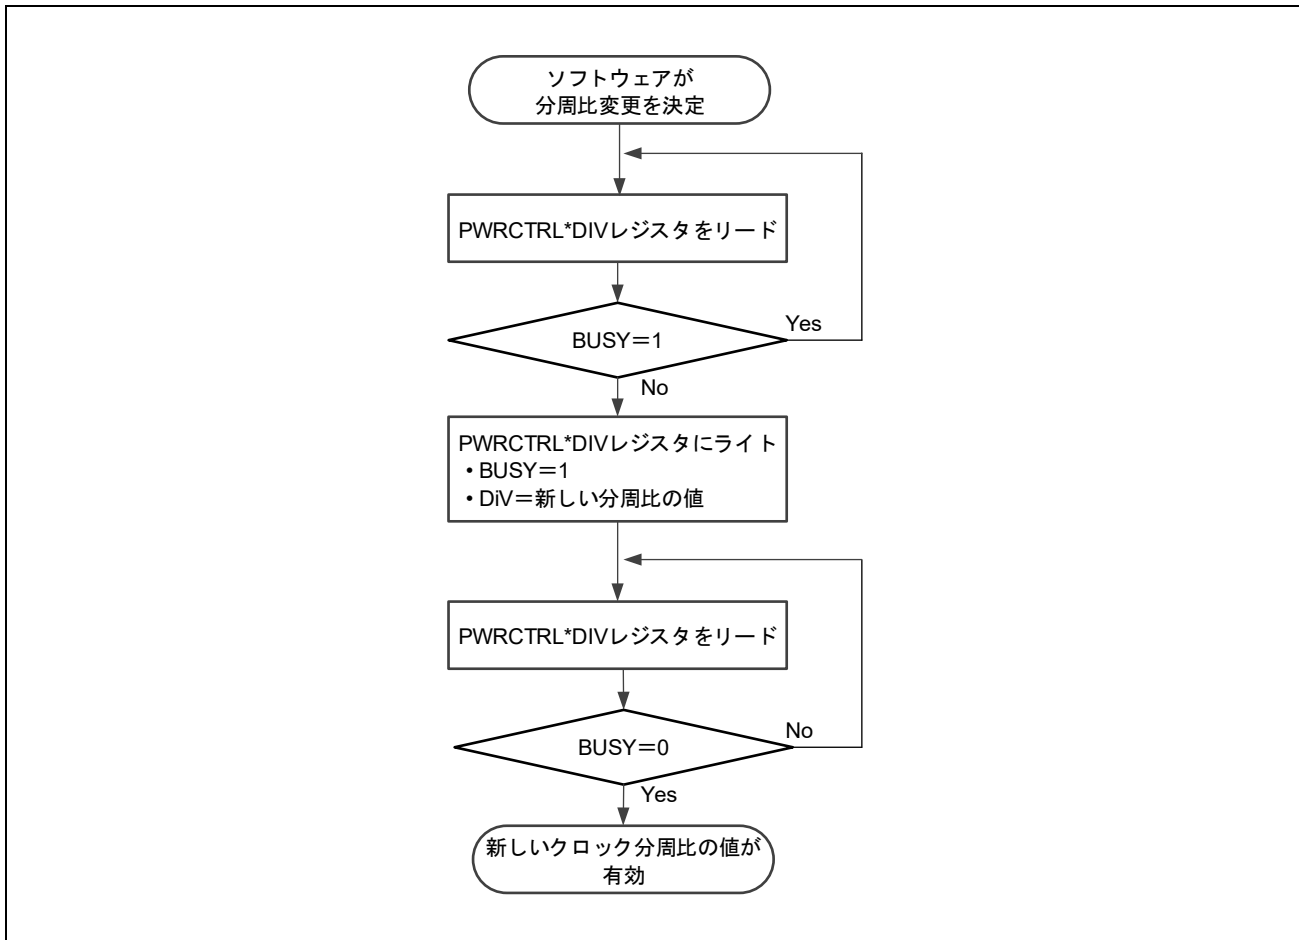 ソフトウェアが
分周比変更を決定
PWRCTRL*DIVレジスタをリード
BUSY＝1
Yes
No
PWRCTRL*DIVレジスタにライト
• BUSY＝1
• DiV＝新しい分周比の値
PWRCTRL*DIVレジスタをリード
BUSY＝0
No
Yes
新しいクロック分周比の値が
有効